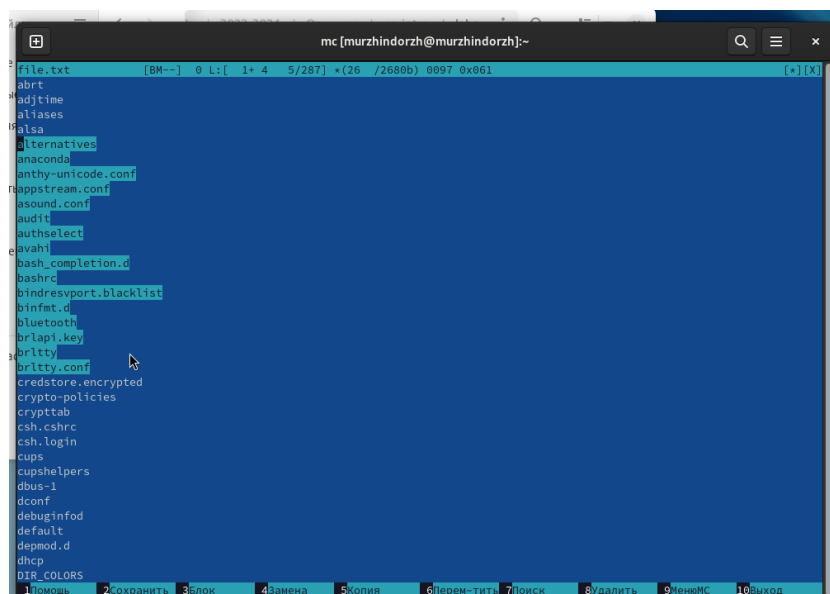 mc [murzhindorzh@murzhindorzh]:~
file.txt [BM--] 0 L:[ 1+ 4 5/287] *(26 /2680b) 0097 0x061 [*][X]
abrt
adjtime
aliases
alsa
alternatives
anaconda
anthy-unicode.conf
appstream.conf
asound.conf
audit
authselect
avahi
bash_completion.d
bashrc
bindresvport.blacklist
binfmt.d
bluetooth
brlapi.key
brltty
brltty.conf
credstore.encrypted
crypto-policies
crypttab
csh.cshrc
csh.login
cups
cupshelpers
dbus-1
dconf
debuginfod
default
depmod.d
dhcp
DIR_COLORS
1Помощь 2Сохранить 3Блок 4Замена 5Копия 6Перем~тить 7Поиск 8Удалить 9МенюMC 10Выход